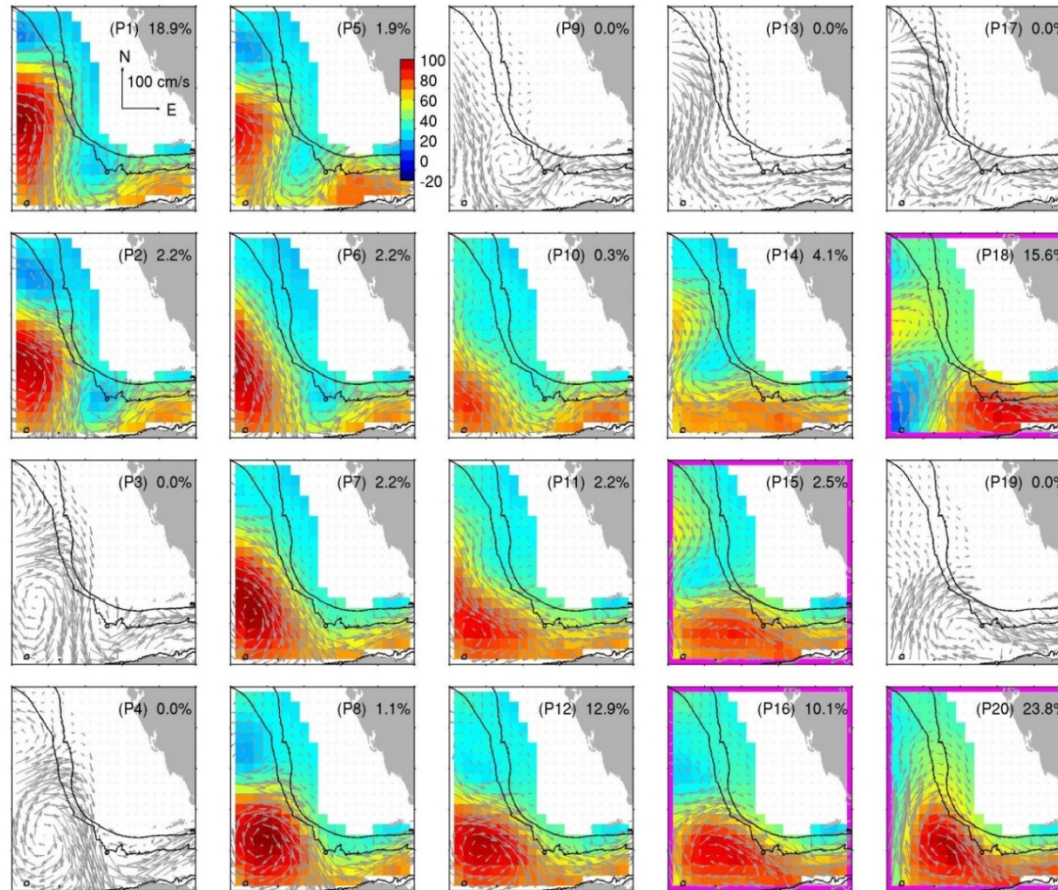 (P1) 18.9%
(P5) 1.9%
(P9) 0.0%
(P13) 0.0%
(P17) 0.0%
N
100 cm/s
E
100
80
60
40
20
0
-20
(P2) 2.2%
(P6) 2.2%
(P10) 0.3%
(P14) 4.1%
(P18) 15.6%
(P3) 0.0%
(P7) 2.2%
(P11) 2.2%
(P15) 2.5%
(P19) 0.0%
(P4) 0.0%
(P8) 1.1%
(P12) 12.9%
(P16) 10.1%
(P20) 23.8%